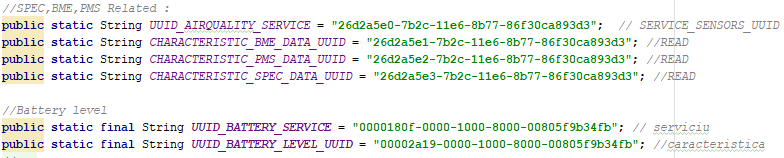 //SPEC,BME,PMS Related :
public static String UUID_AIRQUALITY_SERVICE = "26d2a5e0-7b2c-11e6-8b77-86f30ca893d3";  // SERVICE_SENSORS_UUID
public static String CHARACTERISTIC_BME_DATA_UUID = "26d2a5e1-7b2c-11e6-8b77-86f30ca893d3"; //READ
public static String CHARACTERISTIC_PMS_DATA_UUID = "26d2a5e2-7b2c-11e6-8b77-86f30ca893d3"; //READ
public static String CHARACTERISTIC_SPEC_DATA_UUID = "26d2a5e3-7b2c-11e6-8b77-86f30ca893d3"; //READ
//Battery level
public static final String UUID_BATTERY_SERVICE = "0000180f-0000-1000-8000-00805f9b34fb"; // serviciu
public static final String UUID_BATTERY_LEVEL_UUID = "00002a19-0000-1000-8000-00805f9b34fb"; //caracteristica